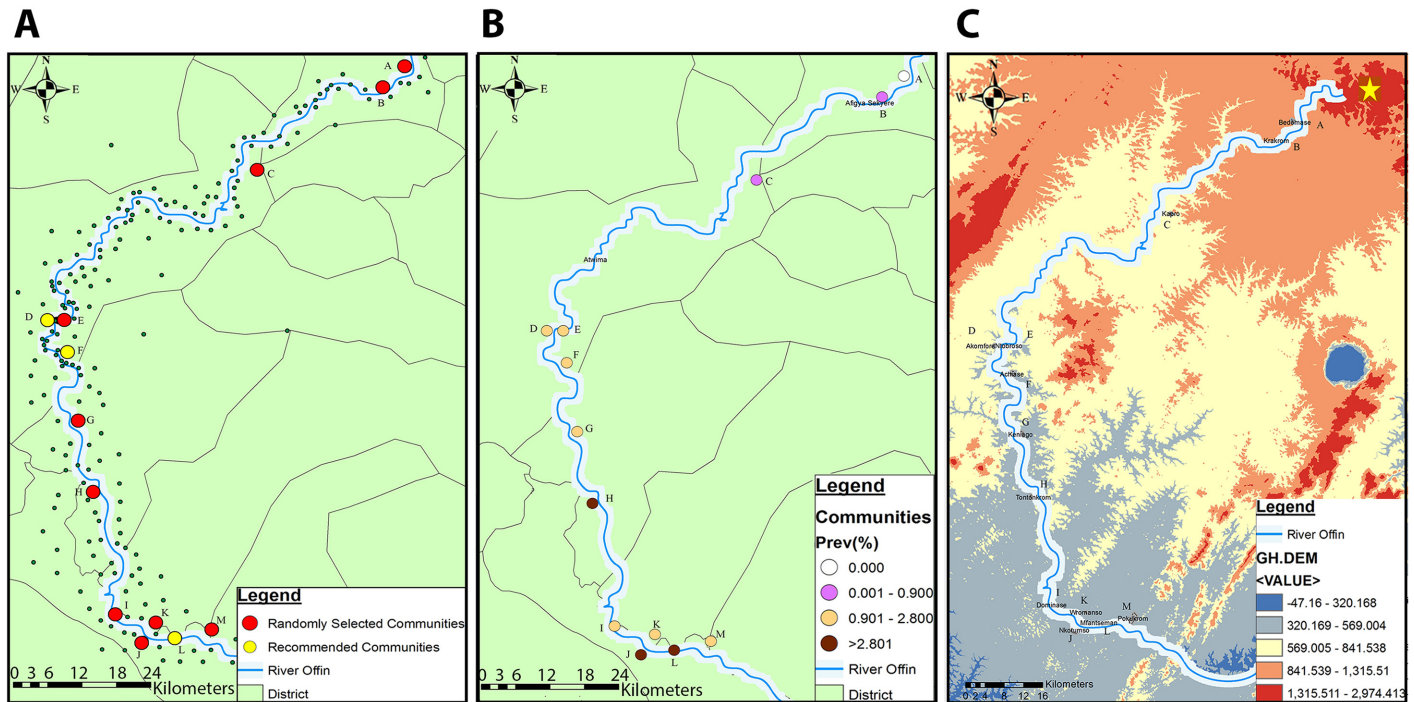 A
N
W
E
S
A
B
C
D
E
F
G
H
I
K
M
L
J
0 3 6 12 18 24
Kilometers
Legend
Randomly Selected Communities
Recommended Communities
River Offin
District
B
N
W
E
S
A
Afigya Sekyere
B
C
Atwima
D
E
F
G
H
I
K
M
J
L
0 3 6 12 18 24
Kilometers
Legend
Communities
Prev(%)
0.000
0.001 - 0.900
0.901 - 2.800
>2.801
River Offin
District
C
N
W
E
S
Bedomase
A
Krakrom
B
Kapro
C
D
E
Achiase
F
G
Keniago
H
Tontonkrom
I
Dominase
K
Wromanso
M
Pokukrom
Mfantseman
L
Nkotumso
J
0 2 4 8 12 16
Kilometers
Legend
River Offin
GH.DEM
<VALUE>
-47.16 - 320.168
320.169 - 569.004
569.005 - 841.538
841.539 - 1,315.51
1,315.511 - 2,974.413